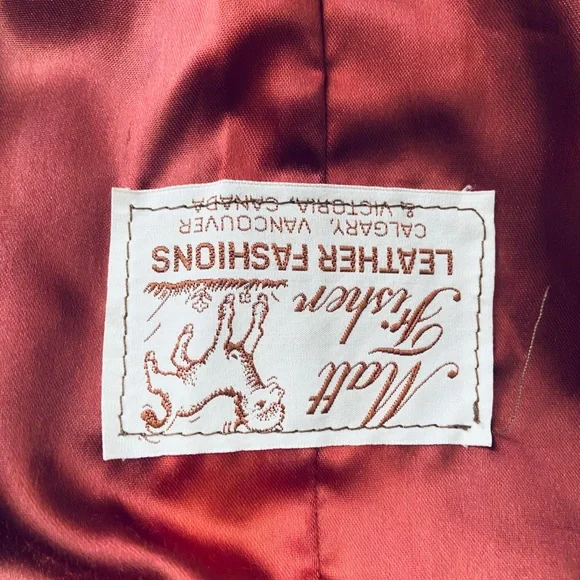 Matt
Fisher
LEATHER FASHIONS
CALGARY, VANCOUVER
& VICTORIA, CANADA